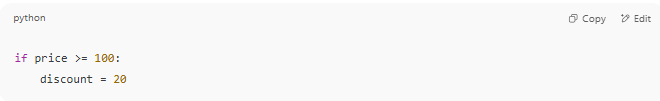 python
Copy
Edit
if price >= 100:
    discount = 20